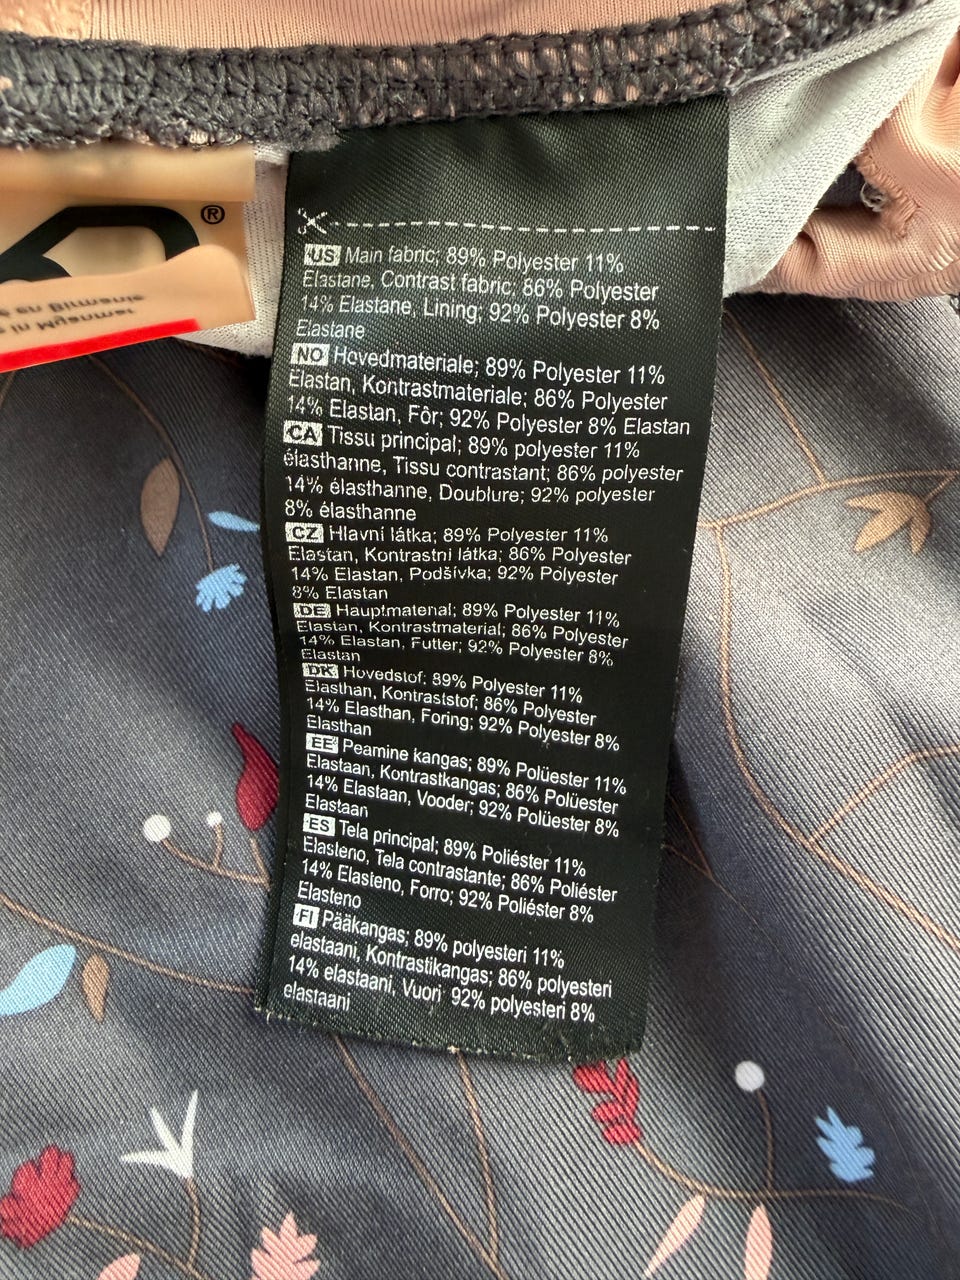 ®
Made in Myanmar
US Main fabric; 89% Polyester 11%
Elastane, Contrast fabric; 86% Polyester
14% Elastane, Lining; 92% Polyester 8%
Elastane
NO Hovedmateriale; 89% Polyester 11%
Elastan, Kontrastmateriale; 86% Polyester
14% Elastan, Fôr; 92% Polyester 8% Elastan
CA Tissu principal; 89% polyester 11%
élasthanne, Tissu contrastant; 86% polyester
14% élasthanne, Doublure; 92% polyester
8% élasthanne
CZ Hlavní látka; 89% Polyester 11%
Elastan, Kontrastní látka; 86% Polyester
14% Elastan, Podšívka; 92% Polyester
8% Elastan
DE Hauptmaterial; 89% Polyester 11%
Elastan, Kontrastmaterial; 86% Polyester
14% Elastan, Futter; 92% Polyester 8%
Elastan
DK Hovedstof; 89% Polyester 11%
Elasthan, Kontraststof; 86% Polyester
14% Elasthan, Foring; 92% Polyester 8%
Elasthan
EE Peamine kangas; 89% Polüester 11%
Elastaan, Kontrastkangas; 86% Polüester
14% Elastaan, Vooder; 92% Polüester 8%
Elastaan
ES Tela principal; 89% Poliéster 11%
Elasteno, Tela contrastante; 86% Poliéster
14% Elasteno, Forro; 92% Poliéster 8%
Elasteno
FI Pääkangas; 89% polyesteri 11%
elastaani, Kontrastikangas; 86% polyesteri
14% elastaani, Vuori 92% polyesteri 8%
elastaani